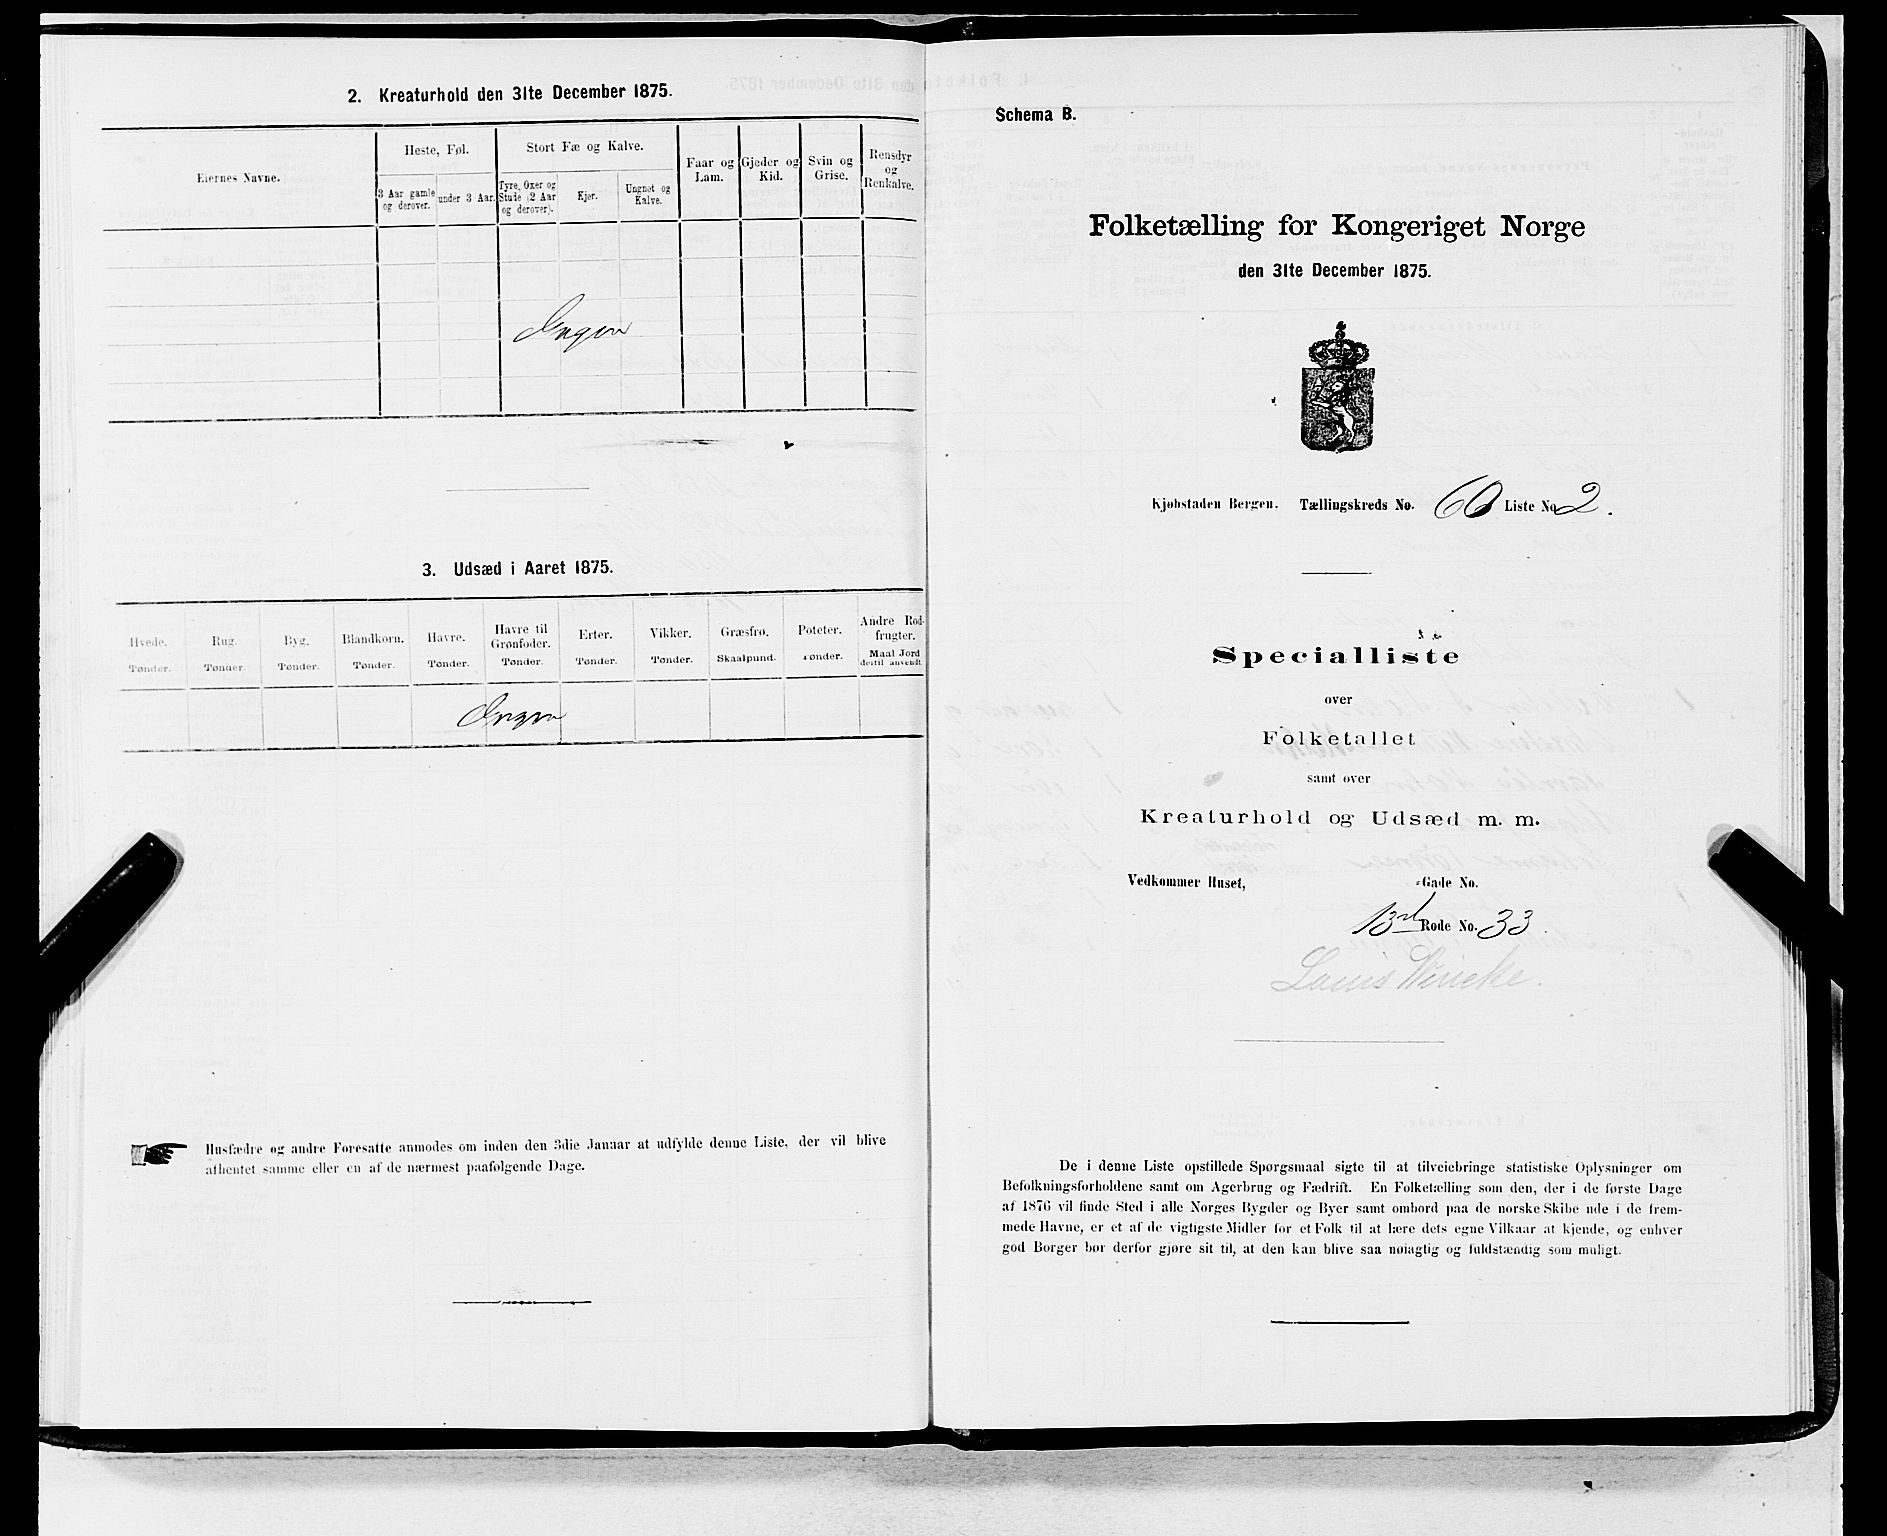 2. Kreaturhold den 31te December 1875.
Eiernes Navne.
Heste, Føl.
Stort Fæ og Kalve.
Faar og Lam.
Gjeder og Kid.
Svin og Grise.
Rensdyr og Renkalve.
3 Aar gamle og derover.
under 3 Aar.
Tyre, Oxer og Stude (2 Aar og derover).
Kjør.
Ungnøt og Kalve.
Ingen
3. Udsæd i Aaret 1875.
Hvede. Rug. Byg. Blandkorn. Havre. Havre til Grønfoder. Erter. Vikker. Græsfrø. Poteter. Andre Rodfrugter.
Tønder. Tønder. Tønder. Tønder. Tønder. Tønder. Tønder. Tønder. Skaalpund. Tønder. Maal Jord dertil anvendt.
Ingen
Husfædre og andre Foresatte anmodes om inden den 3die Januar at udfylde denne Liste, der vil blive
afhentet samme eller en af de nærmest paafølgende Dage.
Schema B.
Folketælling for Kongeriget Norge
den 31te December 1875.
Kjøbstaden Bergen. Tællingskreds No. 60 Liste No. 2.
Specialliste
over
Folketallet
samt over
Kreaturhold og Udsæd m. m.
Vedkommer Huset, -Gade No.
13 Rode No. 33.
Louis Wincke.
De i denne Liste opstillede Spørgsmaal sigte til at tilveiebringe statistiske Oplysninger om
Befolkningsforholdene samt om Agerbrug og Fædrift. En Folketælling som den, der i de første Dage
af 1876 vil finde Sted i alle Norges Bygder og Byer samt ombord paa de norske Skibe ude i de frem-
mede Havne, er et af de vigtigste Midler for et Folk til at lære dets egne Vilkaar at kjende, og enhver
god Borger bør derfor gjøre sit til, at den kan blive saa nøiagtig og fuldstændig som muligt.